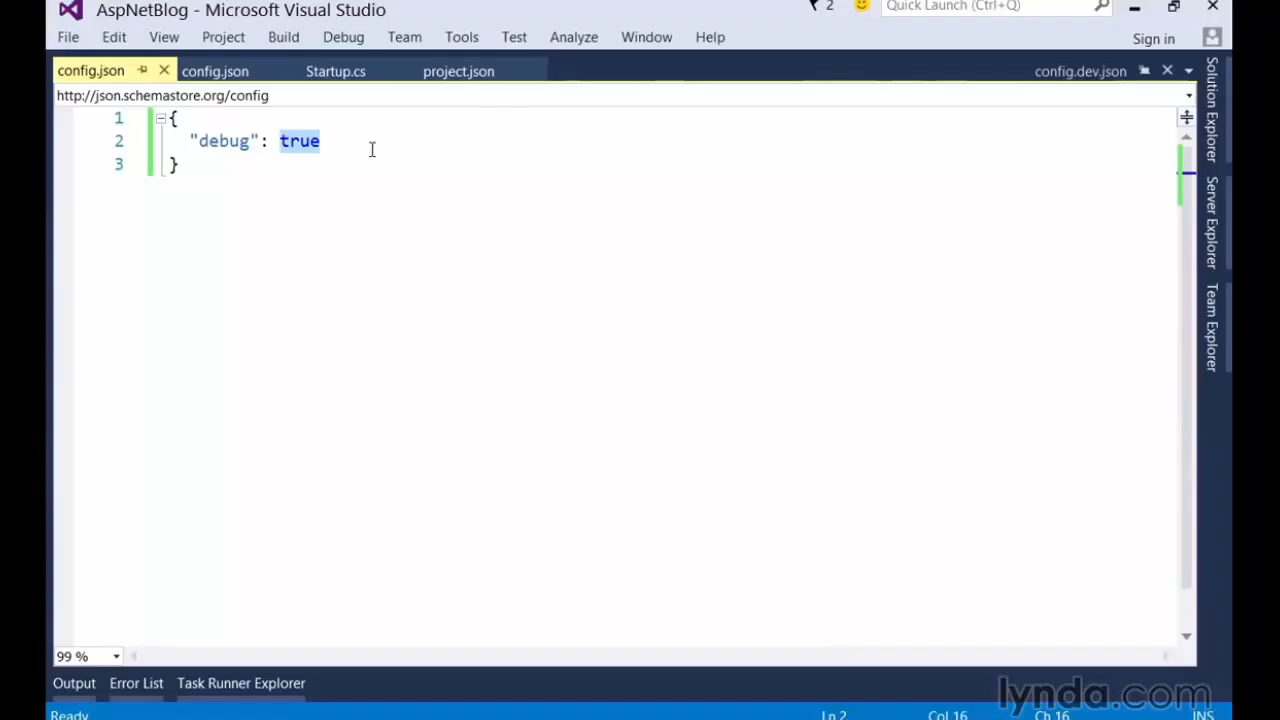 AspNetBlog - Microsoft Visual Studio
2
Quick Launch (Ctrl+Q)
File Edit View Project Build Debug Team Tools Test Analyze Window Help
Sign in
config.json config.json Startup.cs project.json config.dev.json
http://json.schemastore.org/config
1 {
2 "debug": true
3 }
Solution Explorer
Server Explorer
Team Explorer
99 %
Output Error List Task Runner Explorer
lynda.com
Ready Ln 2 Col 16 Ch 16 INS